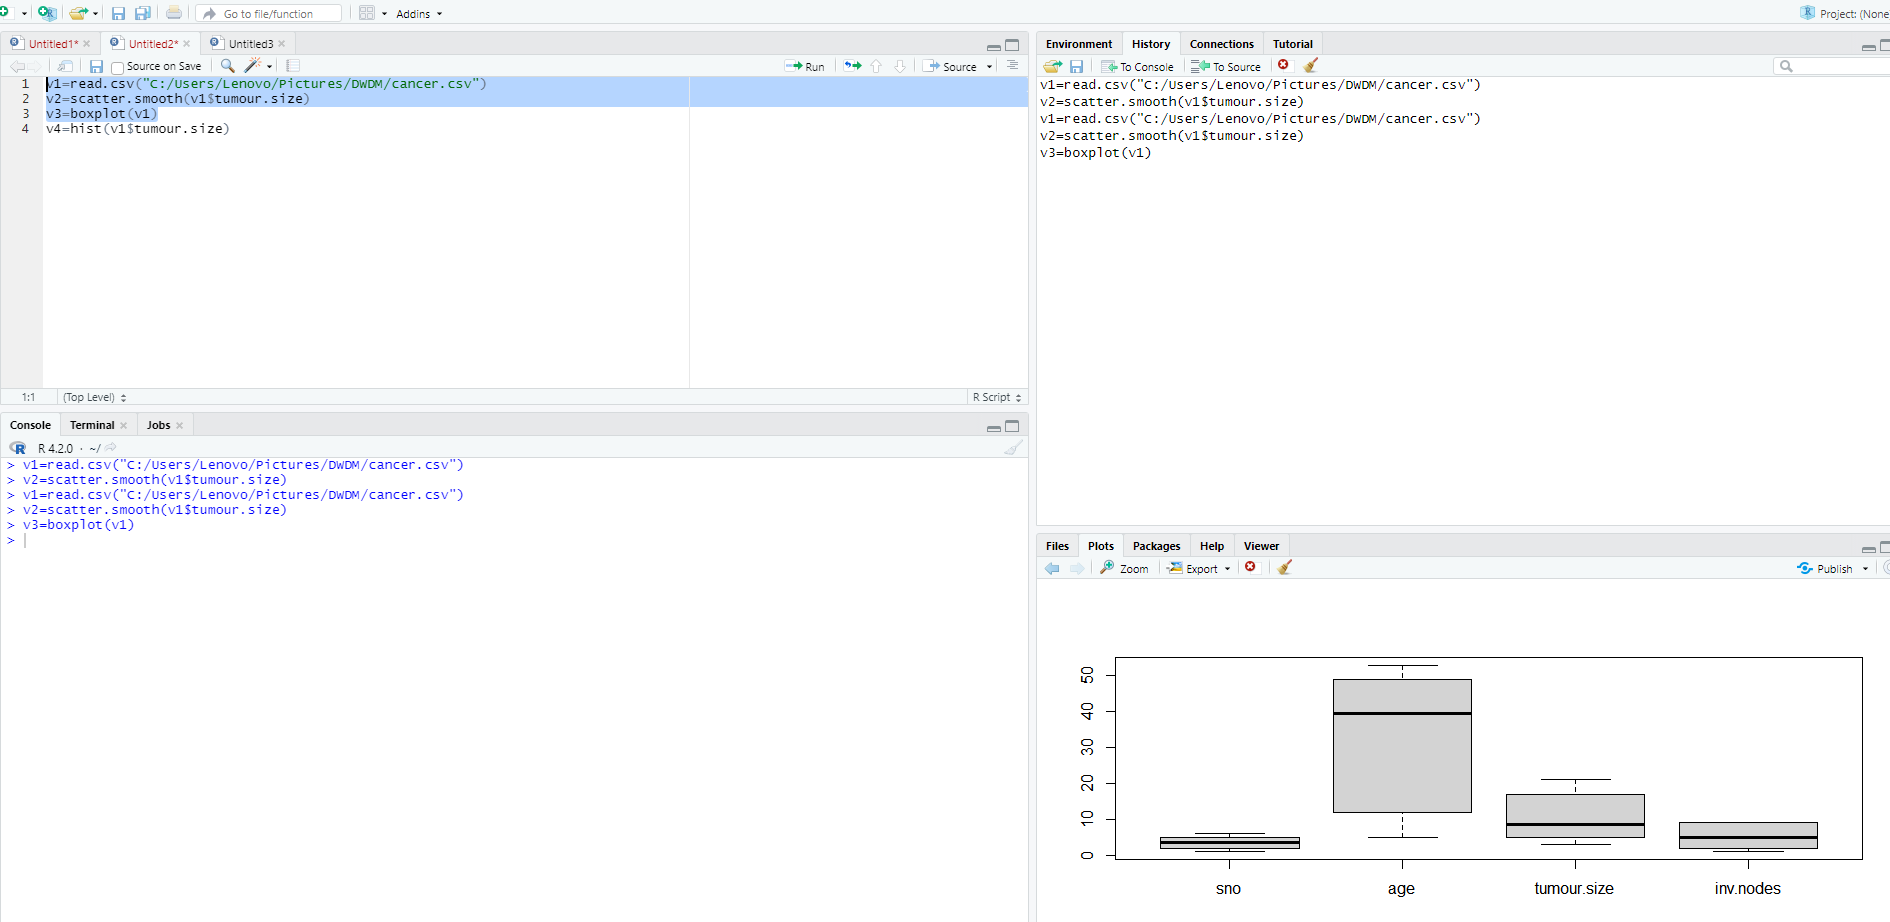 Go to file/function
Addins
Project: (None
Untitled1*
Untitled2*
Untitled3
Source on Save
Run
Source
1 v1=read.csv("C:/Users/Lenovo/Pictures/DWDM/cancer.csv")
2 v2=scatter.smooth(v1$tumour.size)
3 v3=boxplot(v1)
4 v4=hist(v1$tumour.size)
1:1
(Top Level)
R Script
Console
Terminal
Jobs
R 4.2.0 · ~/
> v1=read.csv("C:/Users/Lenovo/Pictures/DWDM/cancer.csv")
> v2=scatter.smooth(v1$tumour.size)
> v1=read.csv("C:/Users/Lenovo/Pictures/DWDM/cancer.csv")
> v2=scatter.smooth(v1$tumour.size)
> v3=boxplot(v1)
>
Environment
History
Connections
Tutorial
To Console
To Source
v1=read.csv("C:/Users/Lenovo/Pictures/DWDM/cancer.csv")
v2=scatter.smooth(v1$tumour.size)
v1=read.csv("C:/Users/Lenovo/Pictures/DWDM/cancer.csv")
v2=scatter.smooth(v1$tumour.size)
v3=boxplot(v1)
Files
Plots
Packages
Help
Viewer
Zoom
Export
Publish
50
40
30
20
10
0
sno
age
tumour.size
inv.nodes